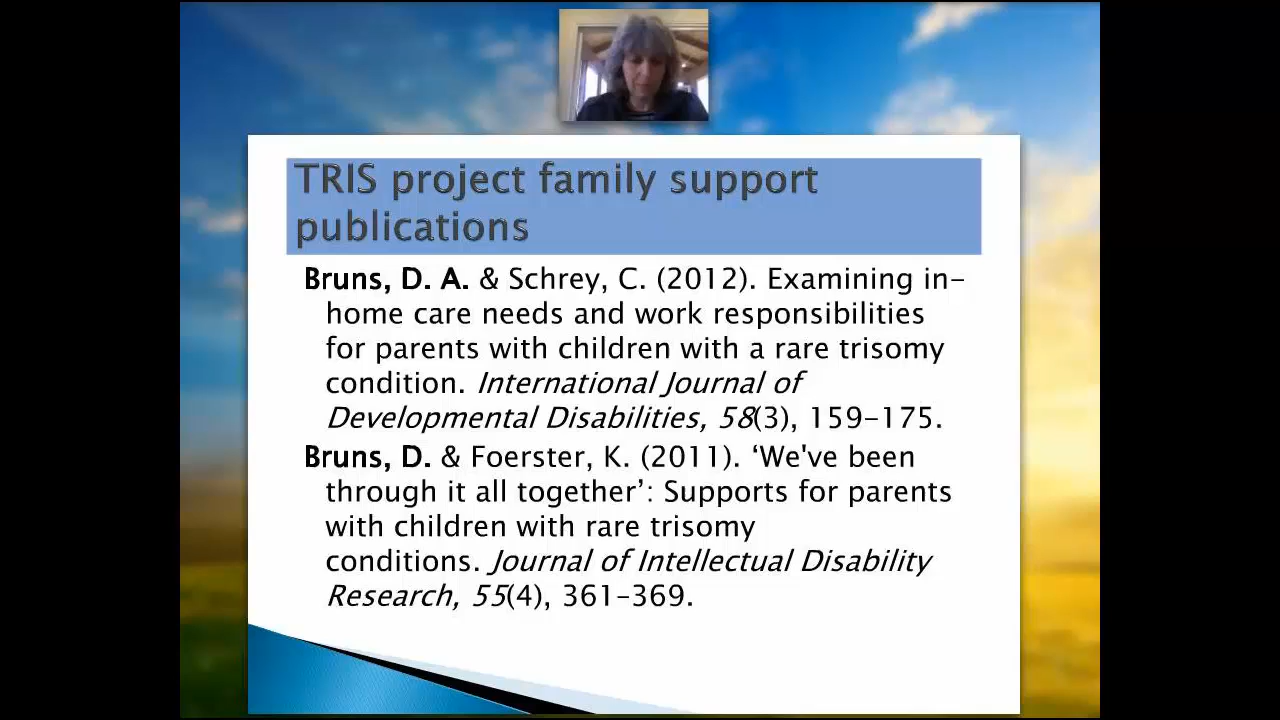 TRIS project family support
publications
Bruns, D. A. & Schrey, C. (2012). Examining in-
home care needs and work responsibilities
for parents with children with a rare trisomy
condition. International Journal of
Developmental Disabilities, 58(3), 159-175.
Bruns, D. & Foerster, K. (2011). ‘We've been
through it all together’: Supports for parents
with children with rare trisomy
conditions. Journal of Intellectual Disability
Research, 55(4), 361–369.